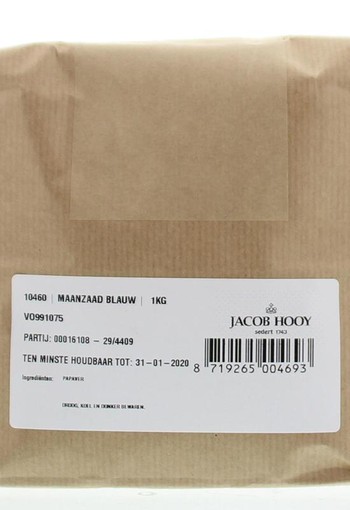 10460 | MAANZAAD BLAUW | 1KG
VO991075
JACOB HOOY
sedert 1743
PARTIJ: 00016108 – 29/4409
TEN MINSTE HOUDBAAR TOT: 31-01-2020
8 719265 004693
Ingrediënten: PAPAVER
DROOG, KOEL EN DONKER BEWAREN.